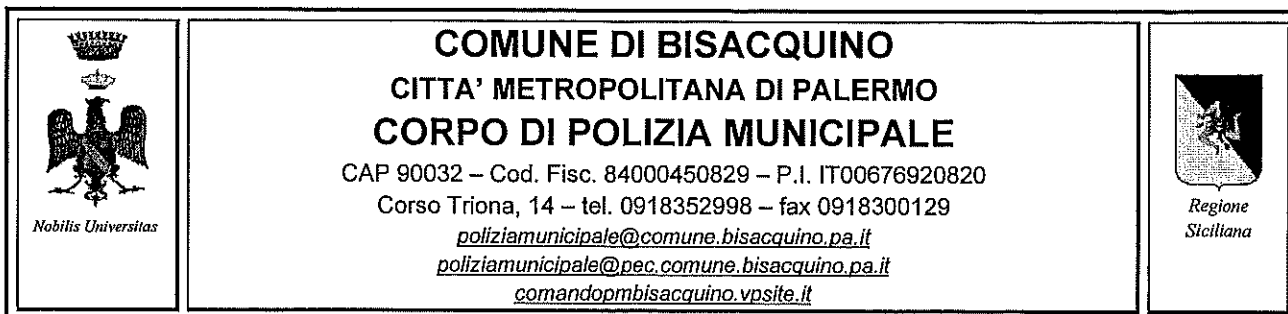 Nobilis Universitas
COMUNE DI BISACQUINO
CITTA' METROPOLITANA DI PALERMO
CORPO DI POLIZIA MUNICIPALE
CAP 90032 – Cod. Fisc. 84000450829 – P.I. IT00676920820
Corso Triona, 14 – tel. 0918352998 – fax 0918300129
poliziamunicipale@comune.bisacquino.pa.it
poliziamunicipale@pec.comune.bisacquino.pa.it
comandopmbisacquino.vpsite.it
Regione
Siciliana